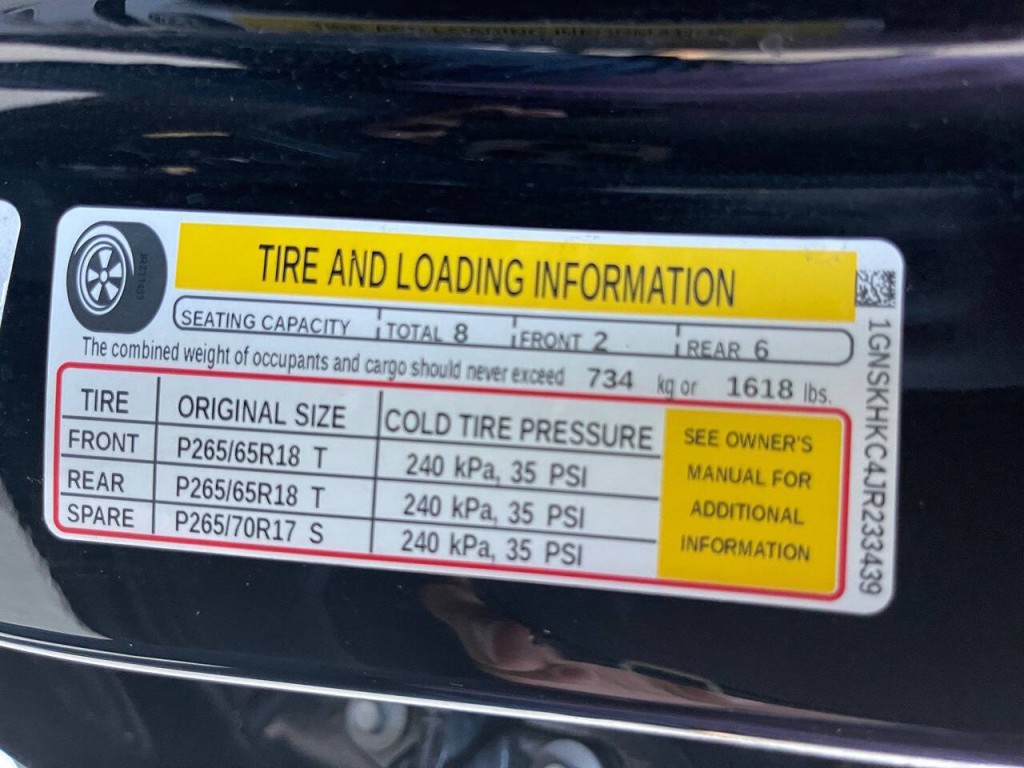 TIRE AND LOADING INFORMATION
SEATING CAPACITY TOTAL 8 FRONT 2 REAR 6
The combined weight of occupants and cargo should never exceed 734 kg or 1618 lbs.
TIRE ORIGINAL SIZE COLD TIRE PRESSURE
FRONT P265/65R18 T 240 kPa, 35 PSI
REAR P265/65R18 T 240 kPa, 35 PSI
SPARE P265/70R17 S 240 kPa, 35 PSI
SEE OWNER'S
MANUAL FOR
ADDITIONAL
INFORMATION
1GNSKHKC4JR233439